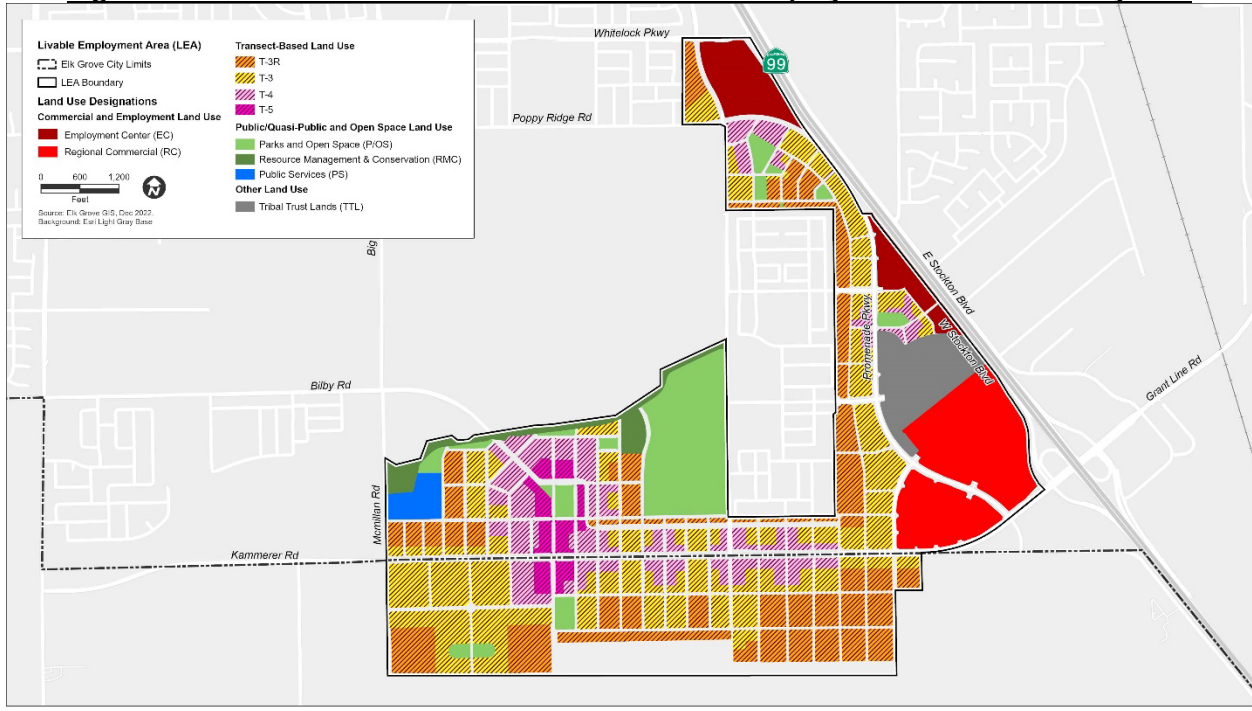 Whitelock Pkwy
99
Livable Employment Area (LEA)
Elk Grove City Limits
LEA Boundary
Land Use Designations
Commercial and Employment Land Use
Employment Center (EC)
Regional Commercial (RC)
0 600 1,200
Feet
N
Source: Elk Grove GIS, Dec 2022.
Background: Esri Light Gray Base
Transect-Based Land Use
T-3R
T-3
T-4
T-5
Public/Quasi-Public and Open Space Land Use
Parks and Open Space (P/OS)
Resource Management & Conservation (RMC)
Public Services (PS)
Other Land Use
Tribal Trust Lands (TTL)
Poppy Ridge Rd
Big
E Stockton Blvd
W Stockton Blvd
Promenade Pkwy
Grant Line Rd
Bilby Rd
Mcmillan Rd
Kammerer Rd